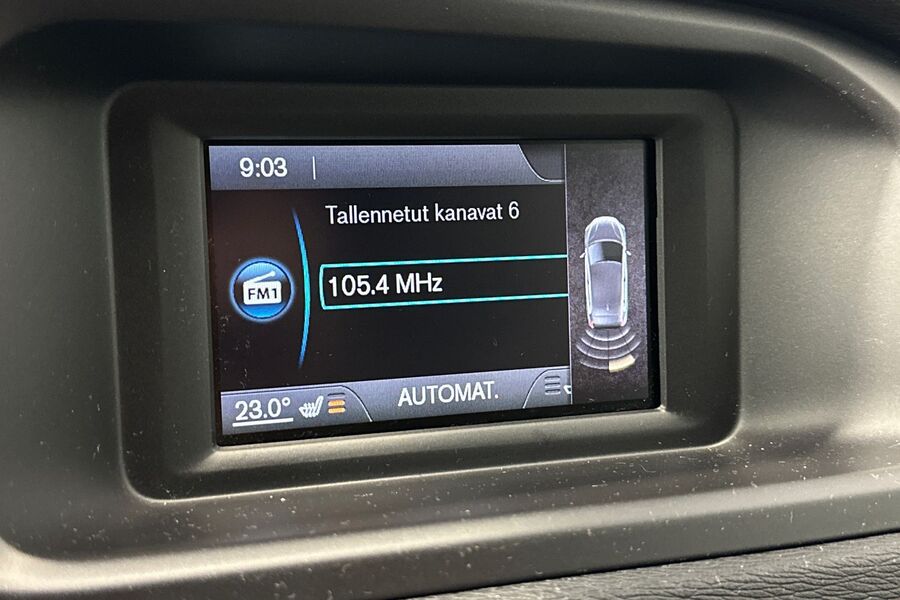 9:03
Tallennetut kanavat 6
FM1
105.4 MHz
23.0°
AUTOMAT.